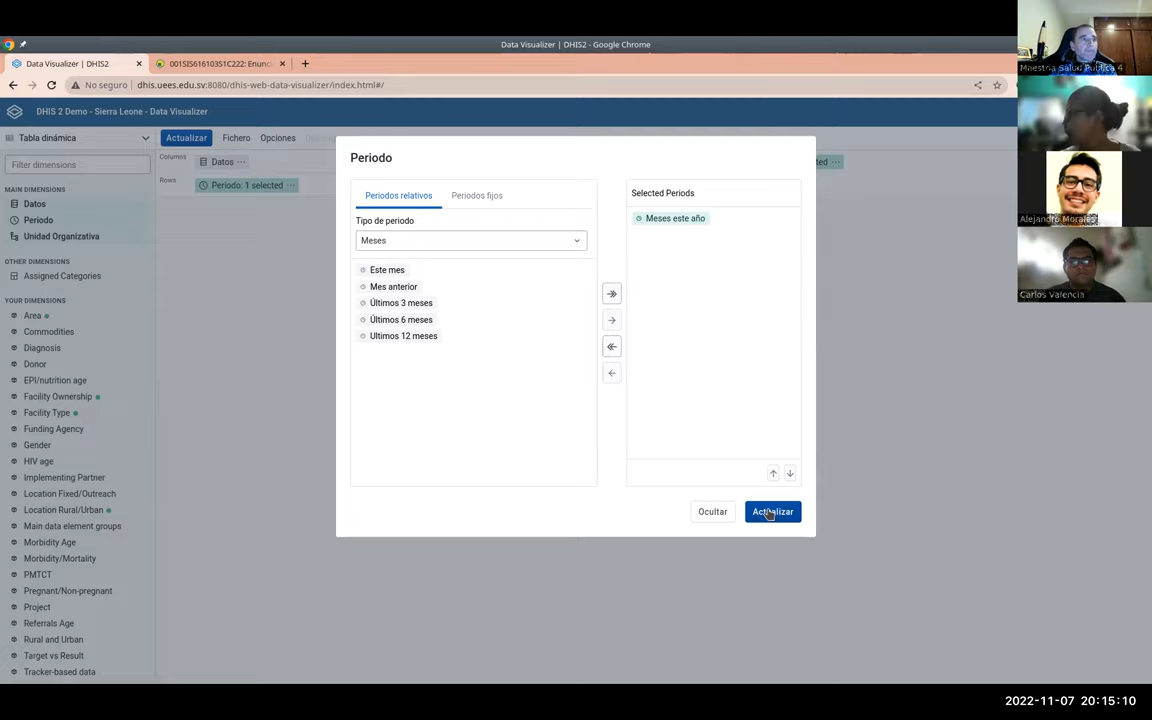 Data Visualizer | DHIS2 - Google Chrome
Data Visualizer | DHIS2
001SIS616103S1C222: Enunc
No seguro
dhis.uees.edu.sv:8080/dhis-web-data-visualizer/index.html#/
DHIS 2 Demo - Sierra Leone - Data Visualizer
Tabla dinámica
Actualizar
Fichero
Opciones
Filter dimensions
Columns
Datos
Rows
Periodo: 1 selected
MAIN DIMENSIONS
Datos
Periodo
Unidad Organizativa
OTHER DIMENSIONS
Assigned Categories
YOUR DIMENSIONS
Area
Commodities
Diagnosis
Donor
EPI/nutrition age
Facility Ownership
Facility Type
Funding Agency
Gender
HIV age
Implementing Partner
Location Fixed/Outreach
Location Rural/Urban
Main data element groups
Morbidity Age
Morbidity/Mortality
PMTCT
Pregnant/Non-pregnant
Project
Referrals Age
Rural and Urban
Target vs Result
Tracker-based data
Periodo
Periodos relativos
Periodos fijos
Tipo de periodo
Meses
Este mes
Mes anterior
Últimos 3 meses
Últimos 6 meses
Ultimos 12 meses
Selected Periods
Meses este año
Ocultar
Actualizar
Maestría Salud Publica 4
Alejandro Morales
Carlos Valencia
2022-11-07 20:15:10